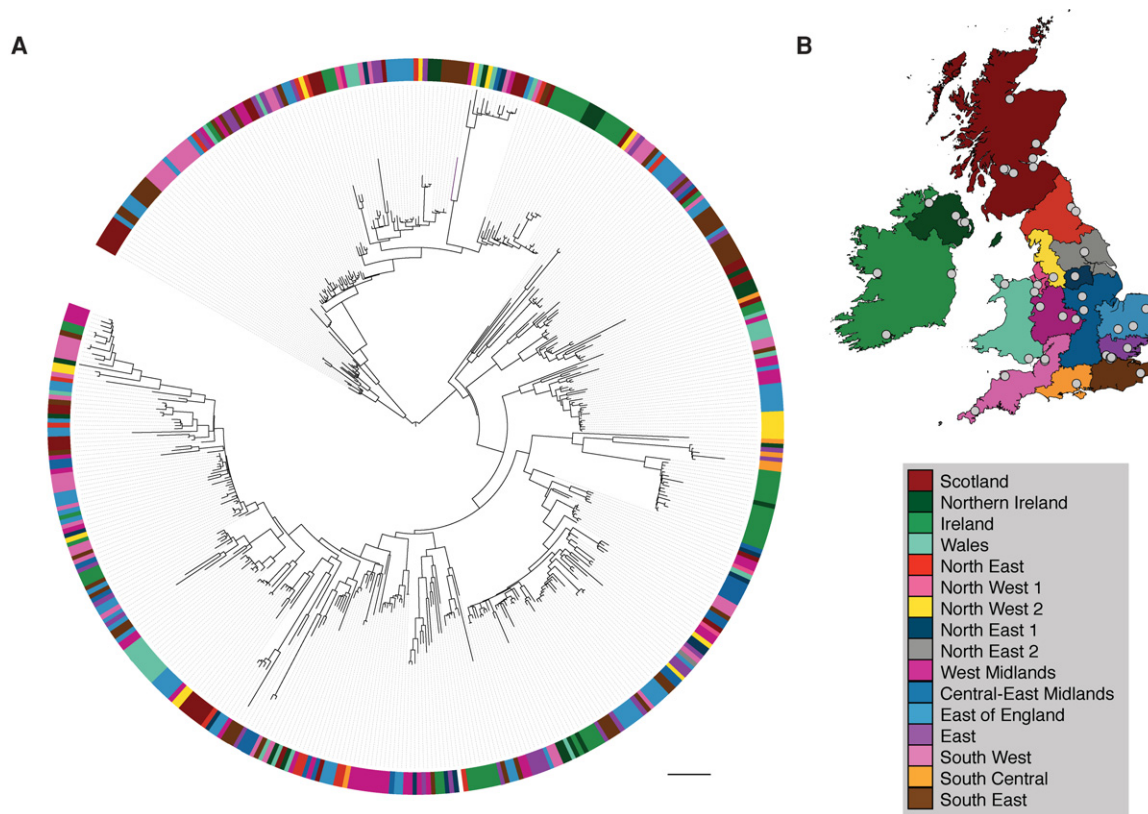 A
B
Scotland
Northern Ireland
Ireland
Wales
North East
North West 1
North West 2
North East 1
North East 2
West Midlands
Central-East Midlands
East of England
East
South West
South Central
South East